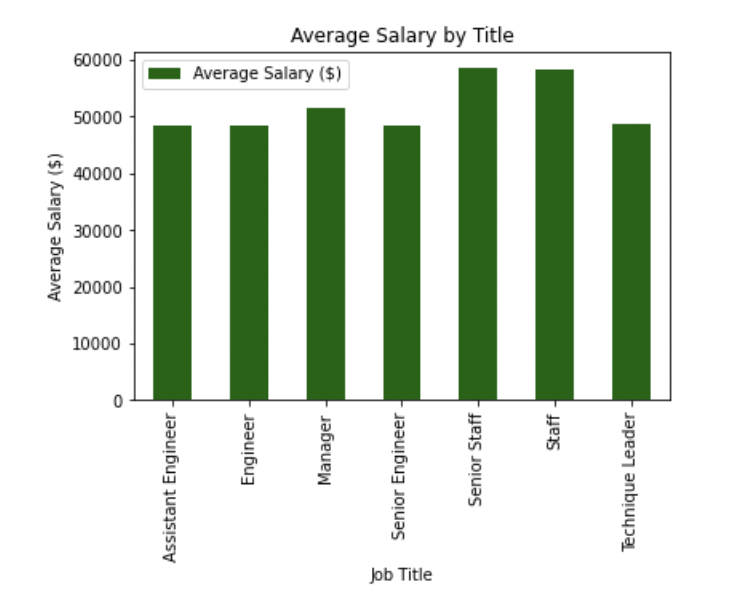 Average Salary by Title
Average Salary ($)
Average Salary ($)
60000
50000
40000
30000
20000
10000
0
Assistant Engineer
Engineer
Manager
Senior Engineer
Senior Staff
Staff
Technique Leader
Job Title